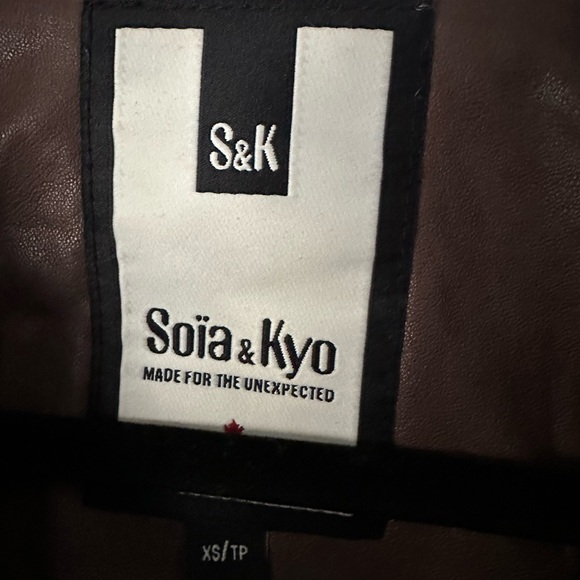 S&K
Soïa & Kyo
MADE FOR THE UNEXPECTED
XS/TP